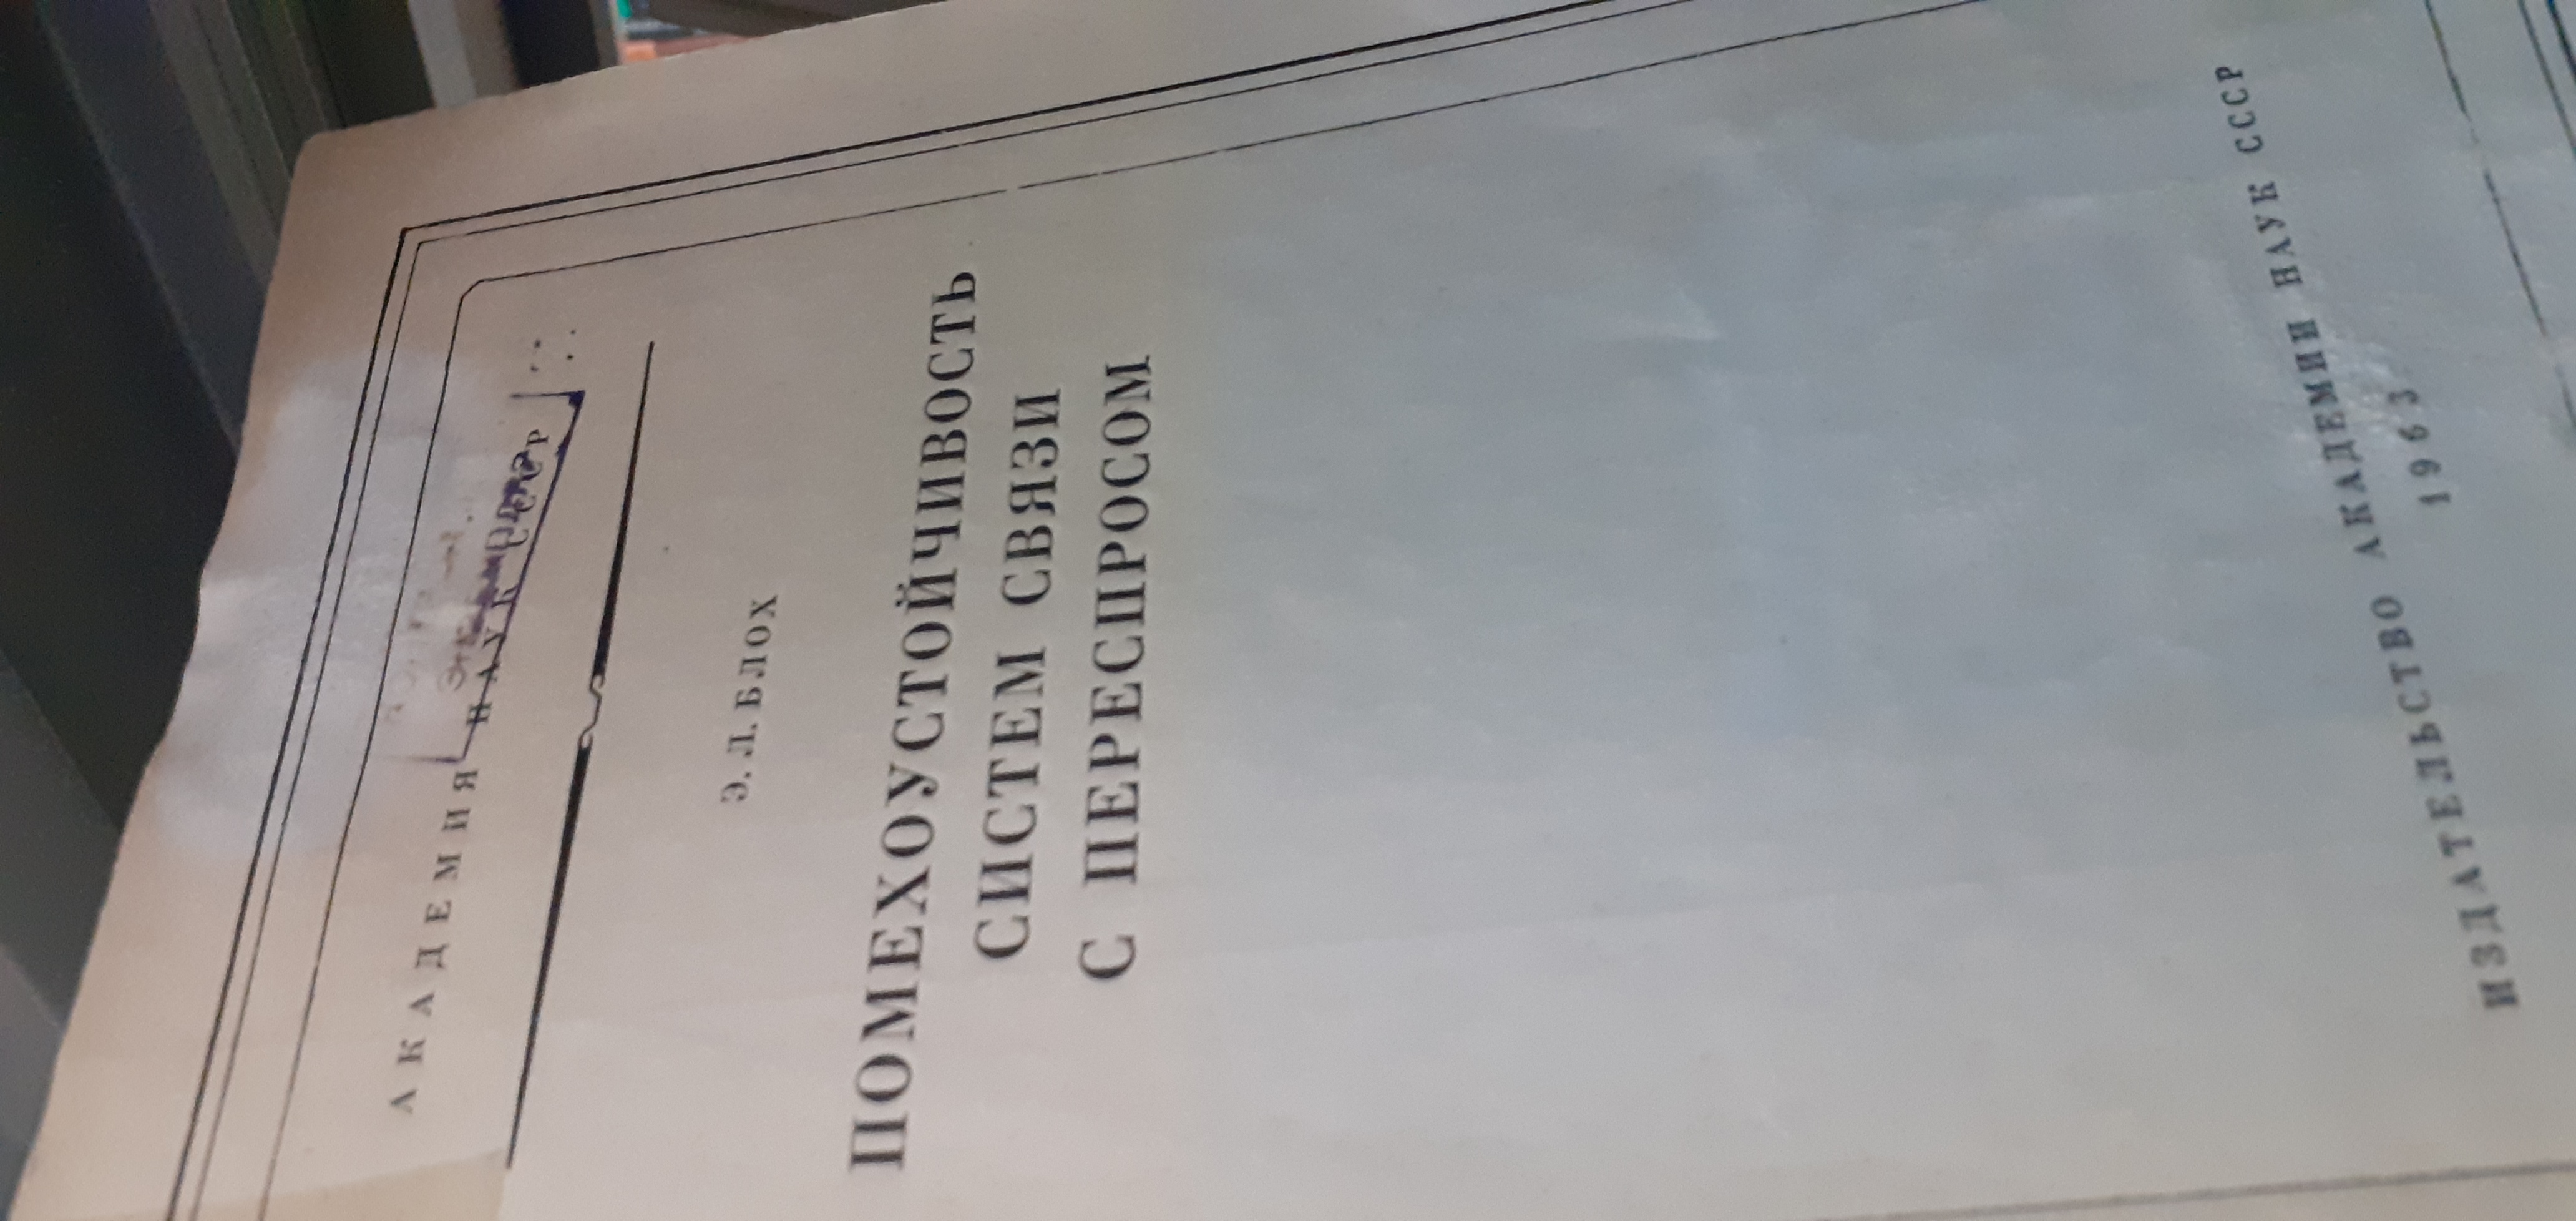 АКАДЕМИЯ НАУК СССР
Э. Л. БЛОХ
ПОМЕХОУСТОЙЧИВОСТЬ
СИСТЕМ СВЯЗИ
С ПЕРЕСПРОСОМ
ИЗДАТЕЛЬСТВО АКАДЕМИИ НАУК СССР
1963